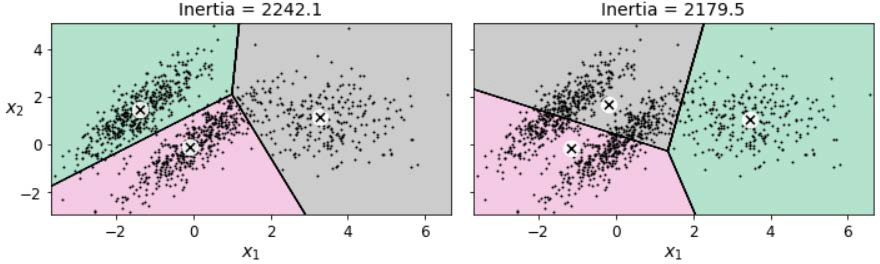 Inertia = 2242.1
Inertia = 2179.5
4
2
0
−2
x2
−2 0 2 4 6
−2 0 2 4 6
x1
x1